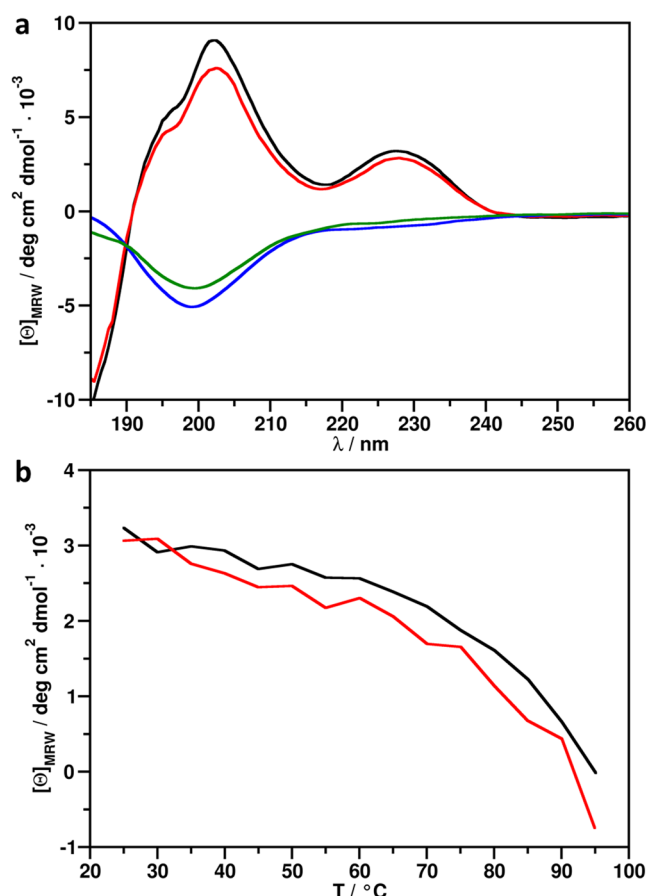 a
10
5
0
-5
-10
[Θ]MRW / deg cm² dmol⁻¹ · 10⁻³
190 200 210 220 230 240 250 260
λ / nm
b
4
3
2
1
0
-1
[Θ]MRW / deg cm² dmol⁻¹ · 10⁻³
20 30 40 50 60 70 80 90 100
T / °C